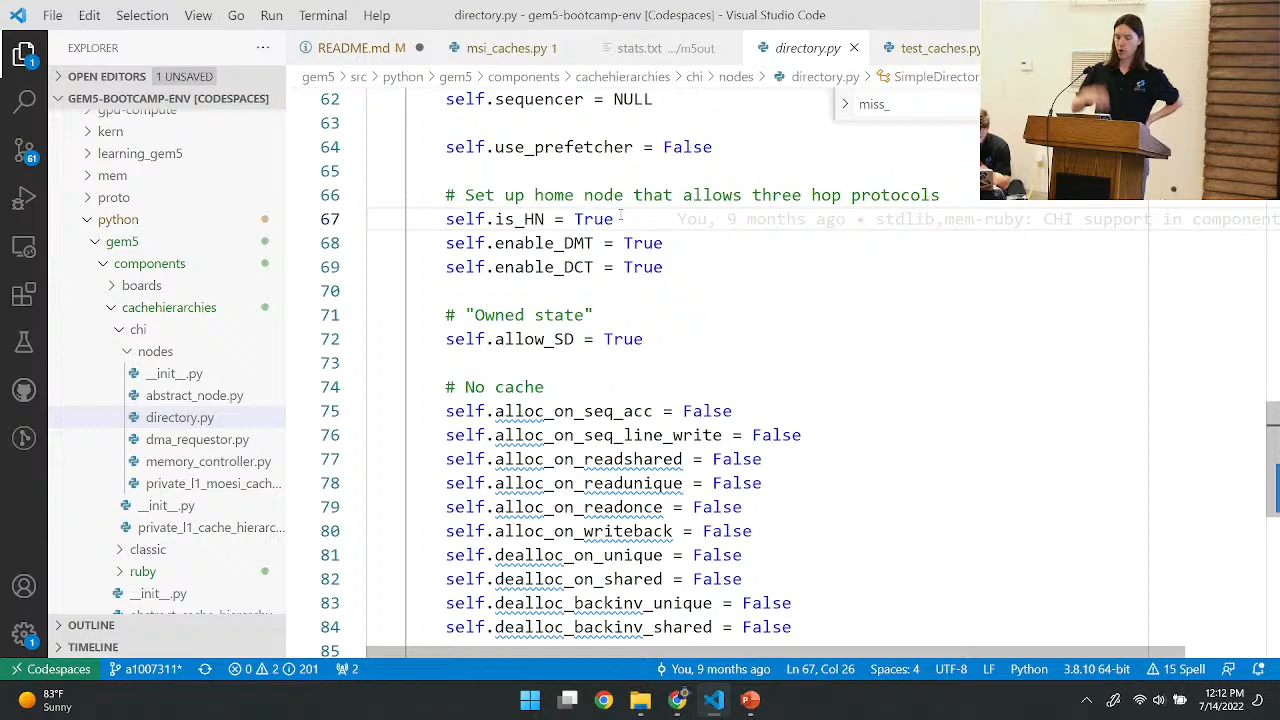 File Edit Selection View Go ··· directory.py - gem5-bootcamp-env [Codespaces] - Visual Studio Code
EXPLORER ···
README.md M ●
msi_caches.py 1
stats.txt .../m5out
directory.py
test_caches.py
OPEN EDITORS 1 UNSAVED
GEM5-BOOTCAMP-ENV [CODESPACES]
gem5 > src > python > gem5 > components > cachehierarchies > chi > nodes > directory.py > SimpleDirector
miss_
gpu-compute
kern
learning_gem5
mem
proto
python
gem5
components
boards
cachehierarchies
chi
nodes
__init__.py
abstract_node.py
directory.py
dma_requestor.py
memory_controller.py
private_l1_moesi_cach...
__init__.py
private_l1_cache_hierarc...
classic
ruby
__init__.py
abstract_cache_hierarchy
OUTLINE
TIMELINE
62 self.sequencer = NULL
63
64 self.use_prefetcher = False
65
66 # Set up home node that allows three hop protocols
67 self.is_HN = True You, 9 months ago • stdlib,mem-ruby: CHI support in component
68 self.enable_DMT = True
69 self.enable_DCT = True
70
71 # "Owned state"
72 self.allow_SD = True
73
74 # No cache
75 self.alloc_on_seq_acc = False
76 self.alloc_on_seq_line_write = False
77 self.alloc_on_readshared = False
78 self.alloc_on_readunique = False
79 self.alloc_on_readonce = False
80 self.alloc_on_writeback = False
81 self.dealloc_on_unique = False
82 self.dealloc_on_shared = False
83 self.dealloc_backinv_unique = False
84 self.dealloc_backinv_shared = False
85
1
61
1
Codespaces a1007311* 0 2 201 2 You, 9 months ago Ln 67, Col 26 Spaces: 4 UTF-8 LF Python 3.8.10 64-bit 15 Spell
83°F
Sunny
12:12 PM
7/14/2022